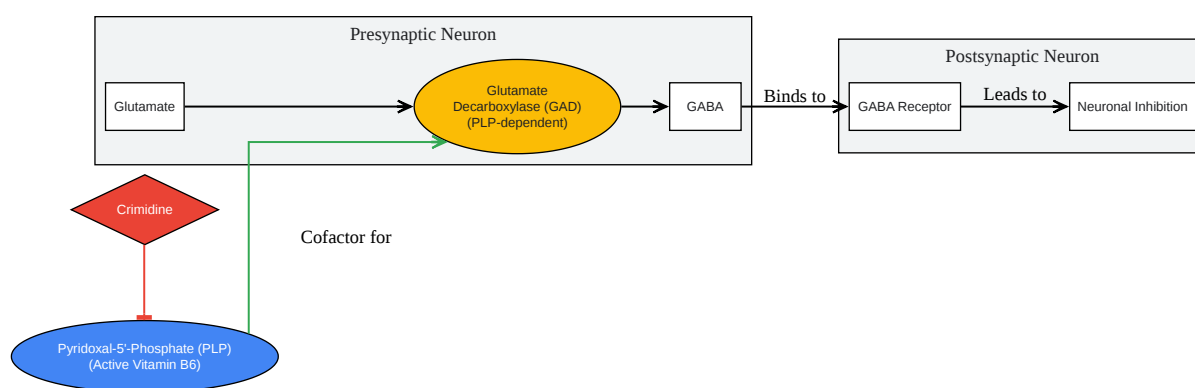 Presynaptic Neuron
Postsynaptic Neuron
Glutamate
Glutamate
Decarboxylase (GAD)
(PLP-dependent)
GABA
Binds to
GABA Receptor
Leads to
Neuronal Inhibition
Crimidine
Cofactor for
Pyridoxal-5'-Phosphate (PLP)
(Active Vitamin B6)